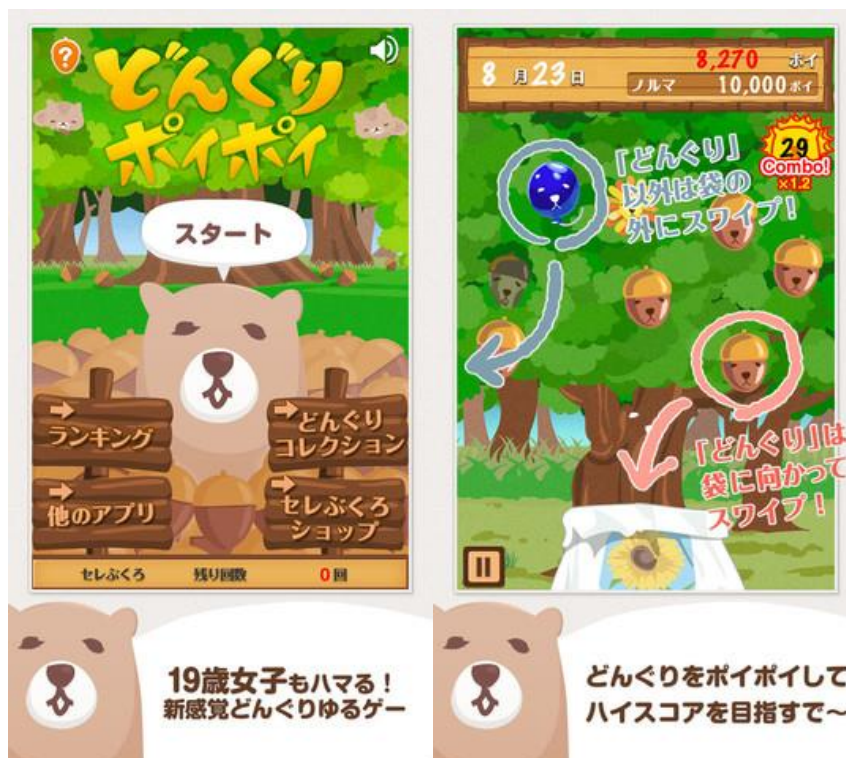 ?
どんぐり
ポイポイ
スタート
ランキング
どんぐり
コレクション
他のアプリ
セレぶくろ
ショップ
セレぶくろ 残り回数 0回
19歳女子もハマる!
新感覚どんぐりゆるゲー
8月23日
8,270 ポイ
ノルマ 10,000ポイ
29
Combo!
×1.2
「どんぐり」
以外は袋の
外にスワイプ!
「どんぐり」は
袋に向かって
スワイプ!
どんぐりをポイポイして
ハイスコアを目指すで~